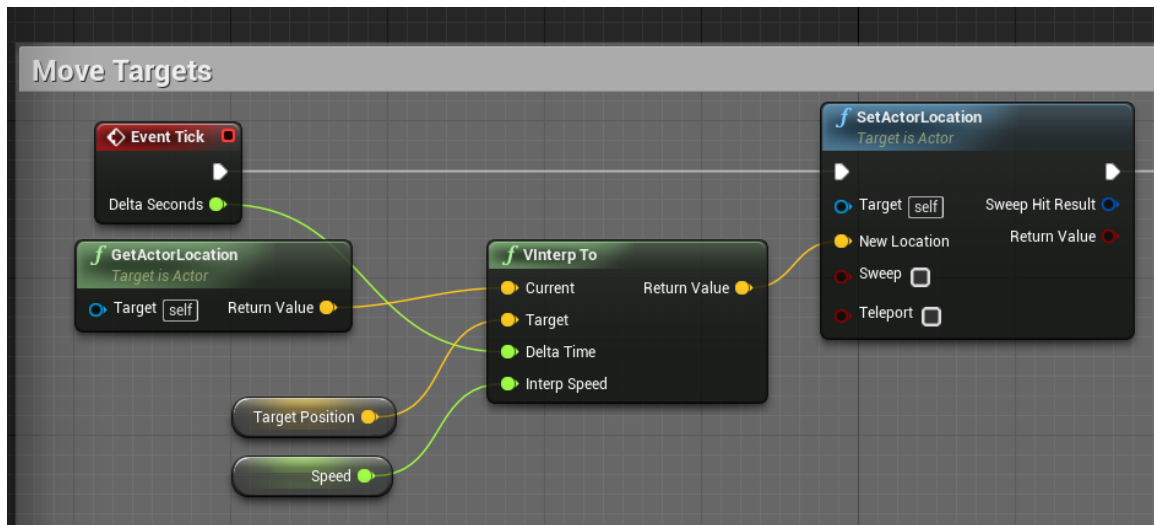 Move Targets
Event Tick
Delta Seconds
f GetActorLocation
Target is Actor
Target self Return Value
Target Position
Speed
f VInterp To
Current Return Value
Target
Delta Time
Interp Speed
f SetActorLocation
Target is Actor
Target self Sweep Hit Result
New Location Return Value
Sweep
Teleport